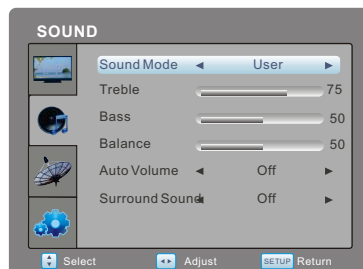 SOUND
Sound Mode ◄ User ►
Treble 75
Bass 50
Balance 50
Auto Volume ◄ Off ►
Surround Sound ◄ Off ►
Select Adjust SETUP Return